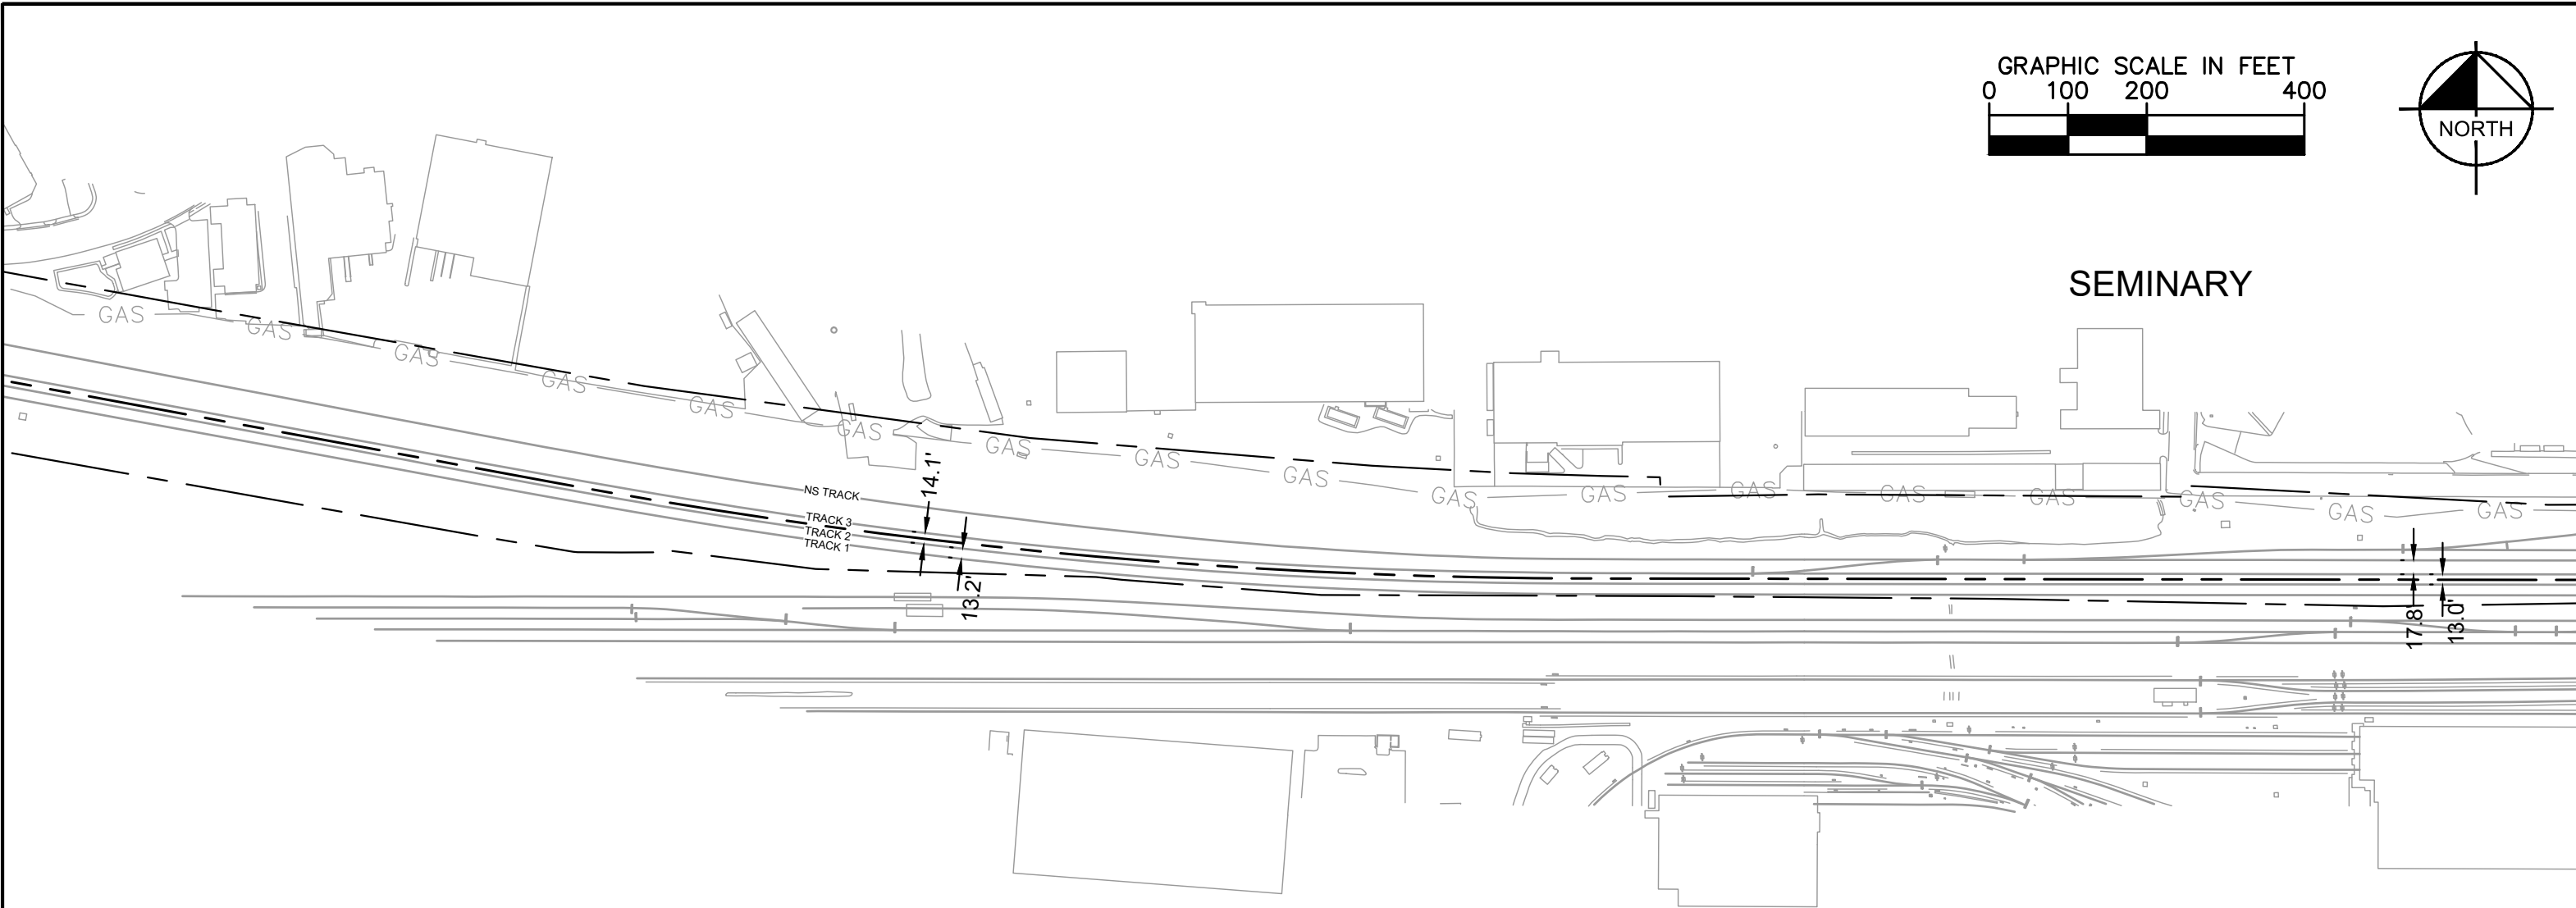 GRAPHIC SCALE IN FEET
0 100 200 400
NORTH
SEMINARY
GAS GAS GAS GAS GAS GAS GAS GAS GAS GAS GAS GAS GAS GAS GAS GAS GAS
NS TRACK
TRACK 3
TRACK 2
TRACK 1
14.1'
13.2'
17.8'
13.0'